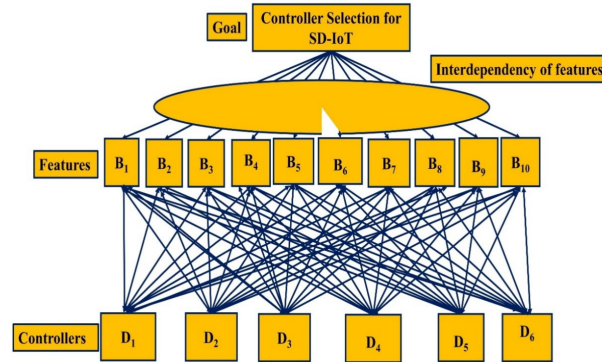 Goal
Controller Selection for
SD-IoT
Interdependency of features
Features
B1 B2 B3 B4 B5 B6 B7 B8 B9 B10
Controllers
D1 D2 D3 D4 D5 D6